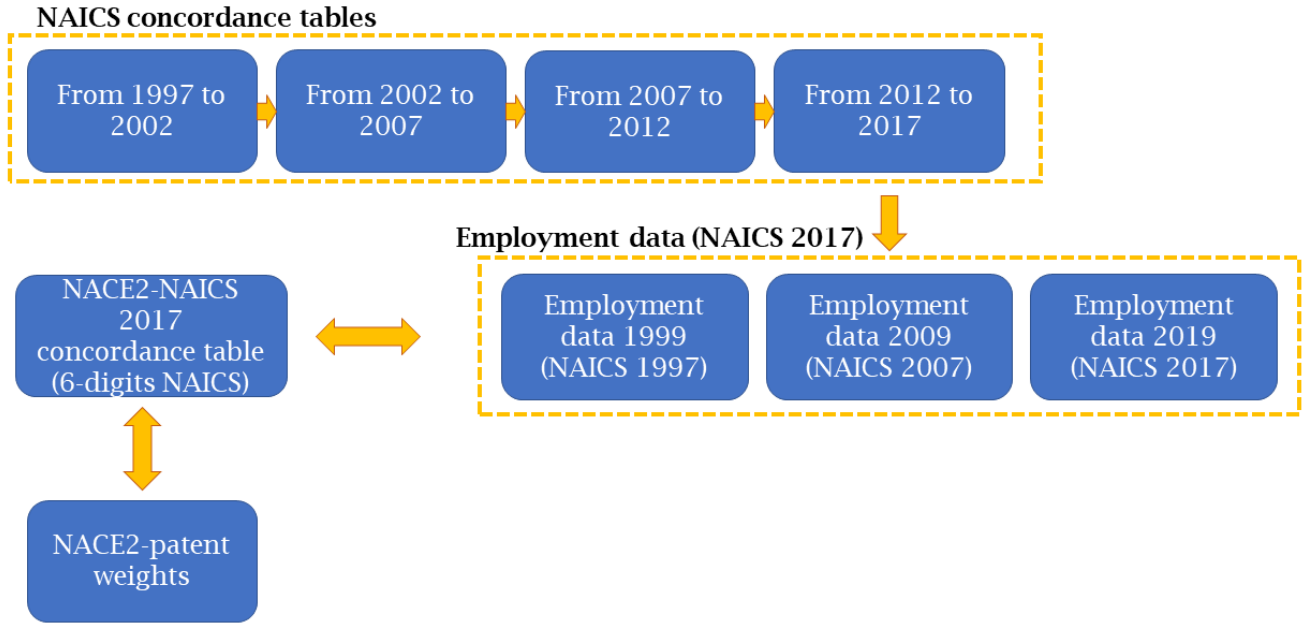 NAICS concordance tables
From 1997 to
2002
From 2002 to
2007
From 2007 to
2012
From 2012 to
2017
Employment data (NAICS 2017)
Employment
data 1999
(NAICS 1997)
Employment
data 2009
(NAICS 2007)
Employment
data 2019
(NAICS 2017)
NACE2-NAICS
2017
concordance table
(6-digits NAICS)
NACE2-patent
weights